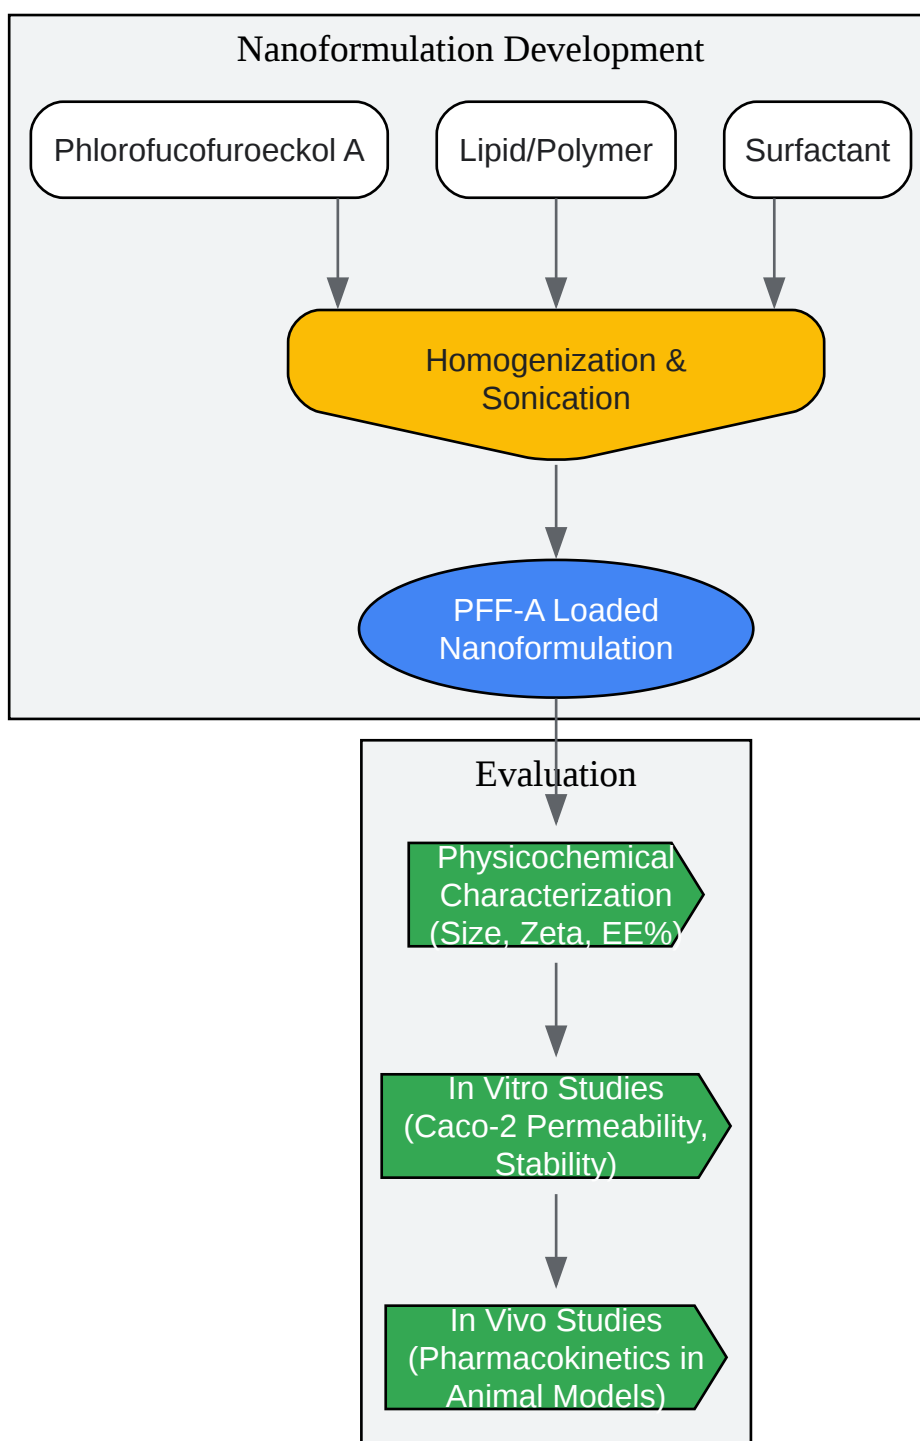 Nanoformulation Development
Phlorofucofuroeckol A
Lipid/Polymer
Surfactant
Homogenization &
Sonication
PFF-A Loaded
Nanoformulation
Evaluation
Physicochemical
Characterization
(Size, Zeta, EE%)
In Vitro Studies
(Caco-2 Permeability,
Stability)
In Vivo Studies
(Pharmacokinetics in
Animal Models)